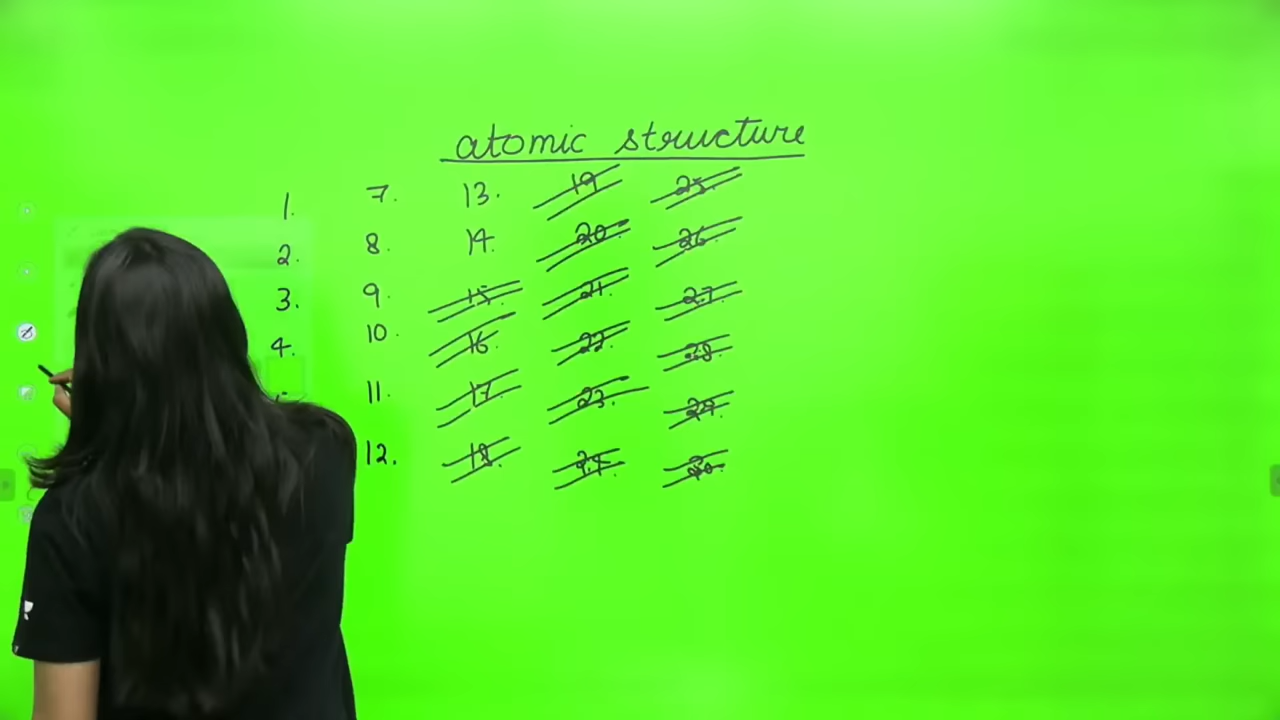 atomic structure
1. 7. 13. 19 25.
2. 8. 14. 20. 26.
3. 9 15. 21. 27.
4. 10. 16. 22. 28.
11. 17. 23. 29.
12. 18. 24. 30.